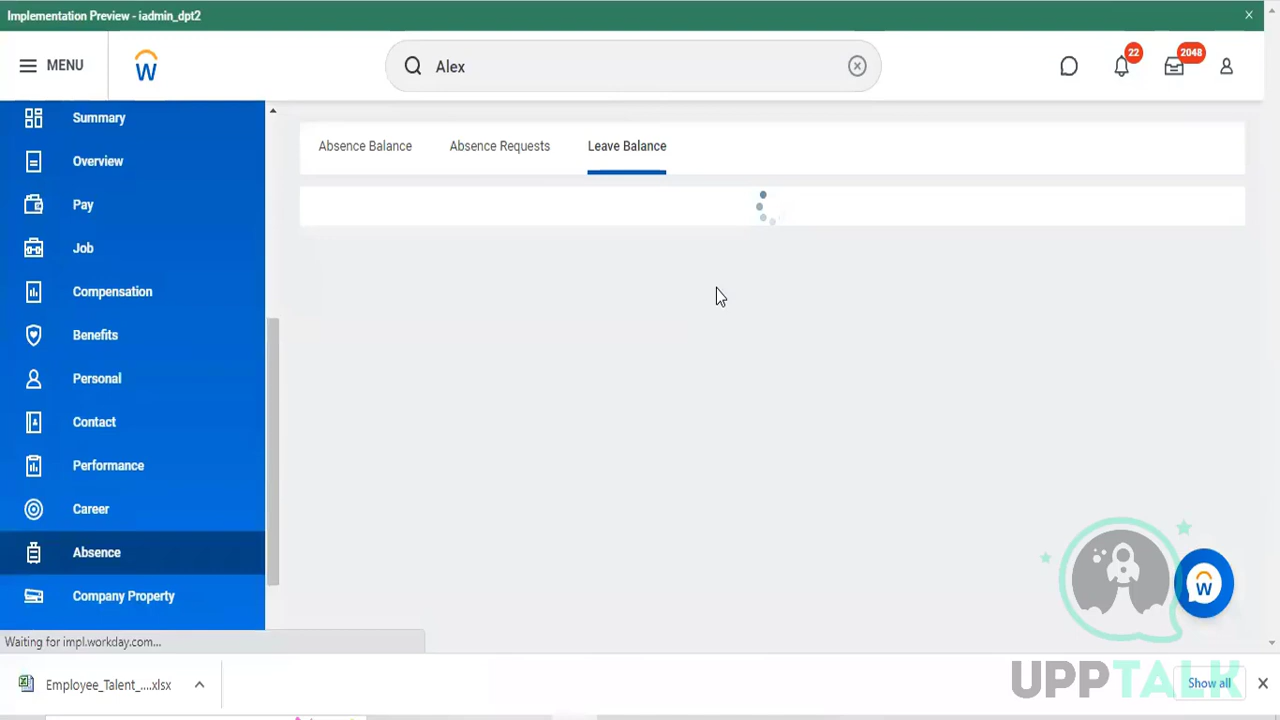 Implementation Preview - iadmin_dpt2
MENU
Alex
22
2048
Summary
Overview
Pay
Job
Compensation
Benefits
Personal
Contact
Performance
Career
Absence
Company Property
Absence Balance
Absence Requests
Leave Balance
Waiting for impl.workday.com...
Employee_Talent_....xlsx
UPPTALK
Show all